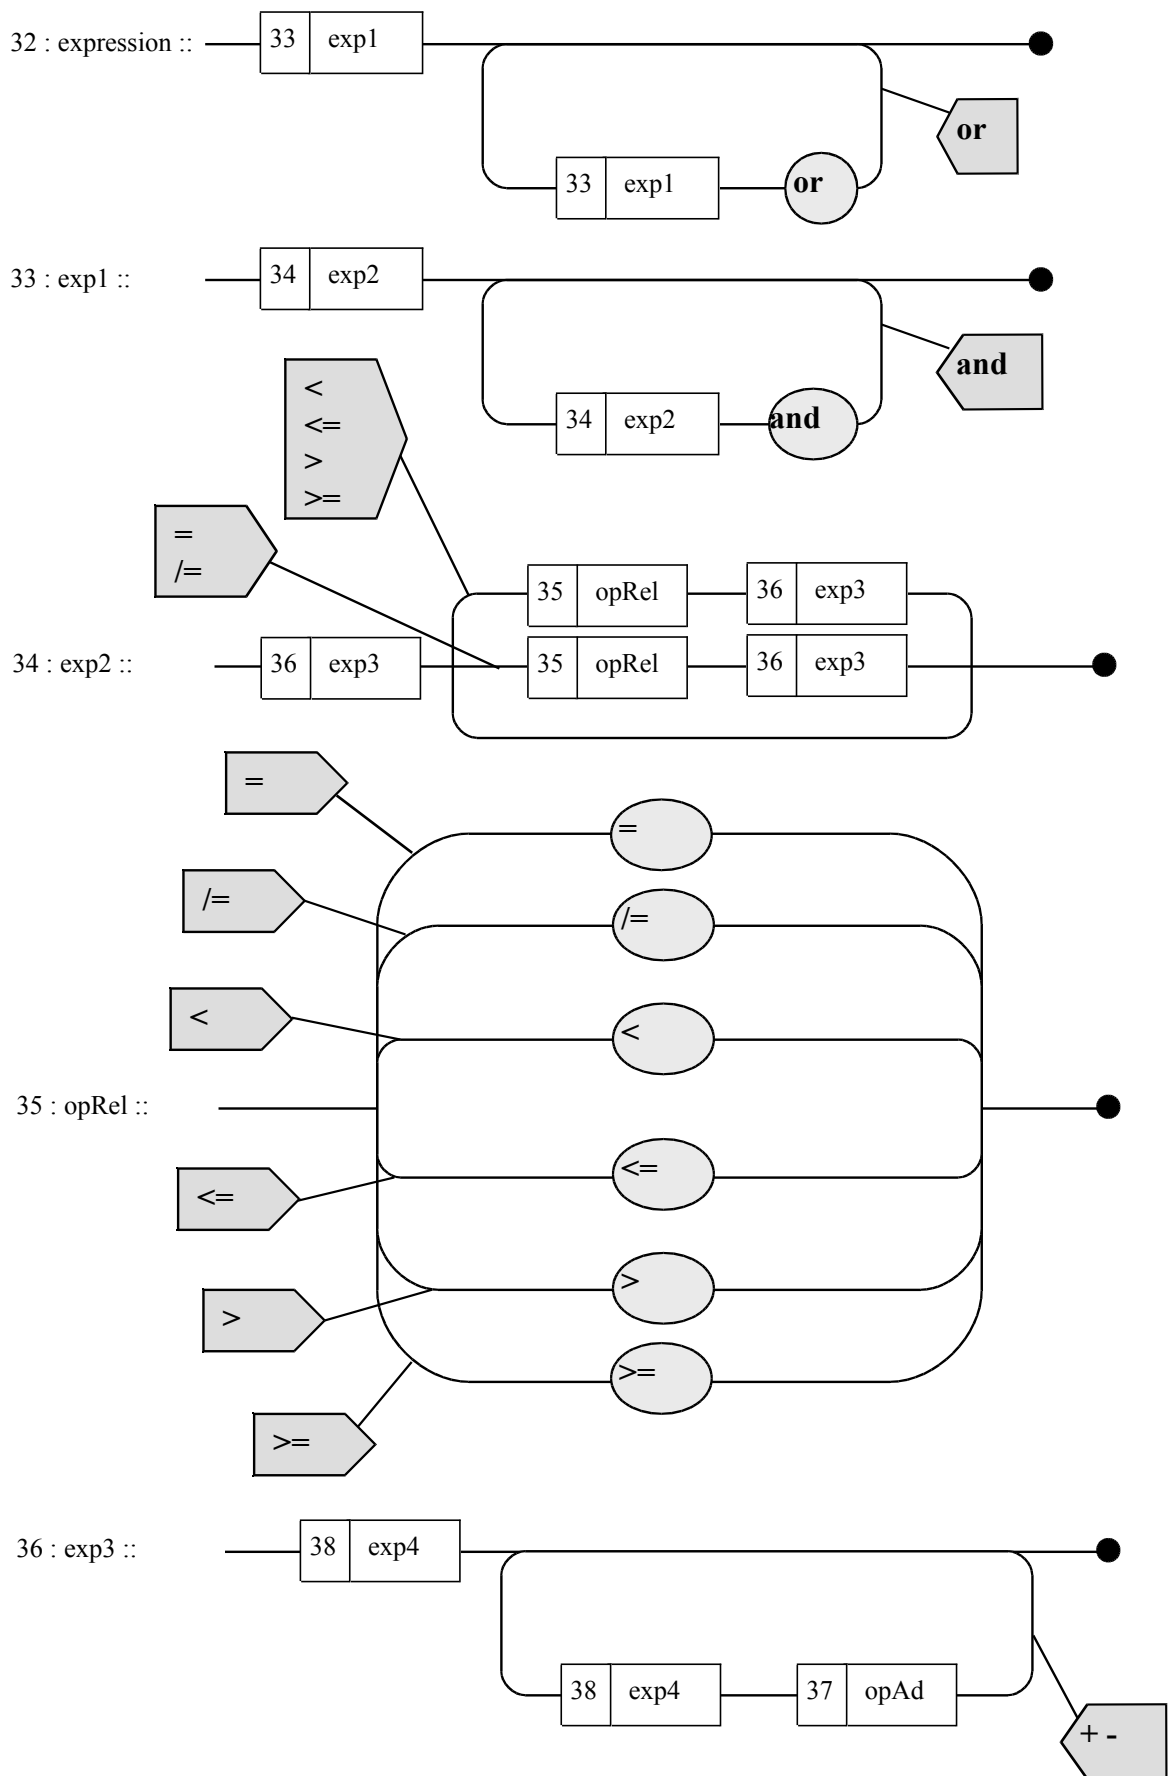 32 : expression ::
33 exp1
or
33 exp1
or
33 : exp1 ::
34 exp2
and
34 exp2
and
<
<=
>
>=
=
/=
35 opRel
36 exp3
34 : exp2 ::
36 exp3
35 opRel
36 exp3
=
=
/=
/=
<
<
35 : opRel ::
<=
<=
>
>
>=
>=
36 : exp3 ::
38 exp4
38 exp4
37 opAd
+ -